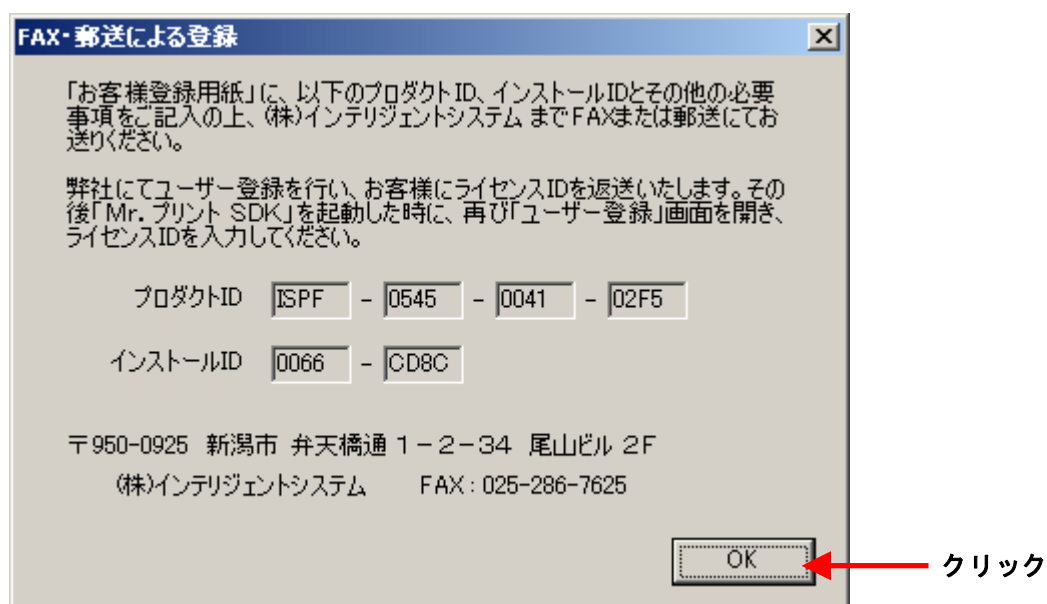 FAX・郵送による登録
「お客様登録用紙」に、以下のプロダクトID、インストールIDとその他の必要
事項をご記入の上、(株)インテリジェントシステム までFAXまたは郵送にてお
送りください。
弊社にてユーザー登録を行い、お客様にライセンスIDを返送いたします。その
後「Mr. プリント SDK」を起動した時に、再び「ユーザー登録」画面を開き、
ライセンスIDを入力してください。
プロダクトID ISPF - 0545 - 0041 - 02F5
インストールID 0066 - CD8C
〒950-0925 新潟市 弁天橋通 1－2－34 尾山ビル 2F
(株)インテリジェントシステム FAX : 025-286-7625
OK クリック